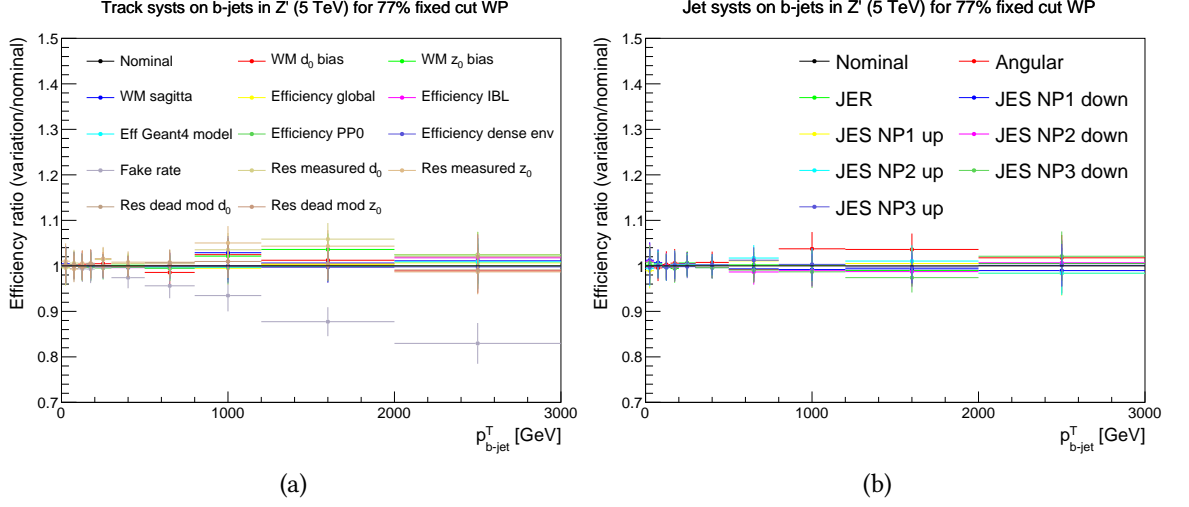 Track systs on b-jets in Z' (5 TeV) for 77% fixed cut WP
Efficiency ratio (variation/nominal)
1.5
1.4
1.3
1.2
1.1
1
0.9
0.8
0.7
Nominal WM d0 bias WM z0 bias
WM sagitta Efficiency global Efficiency IBL
Eff Geant4 model Efficiency PP0 Efficiency dense env
Fake rate Res measured d0 Res measured z0
Res dead mod d0 Res dead mod z0
0 1000 2000 3000
p^T_b-jet [GeV]
(a)
Jet systs on b-jets in Z' (5 TeV) for 77% fixed cut WP
Efficiency ratio (variation/nominal)
1.5
1.4
1.3
1.2
1.1
1
0.9
0.8
0.7
Nominal Angular
JER JES NP1 down
JES NP1 up JES NP2 down
JES NP2 up JES NP3 down
JES NP3 up
0 1000 2000 3000
p^T_b-jet [GeV]
(b)